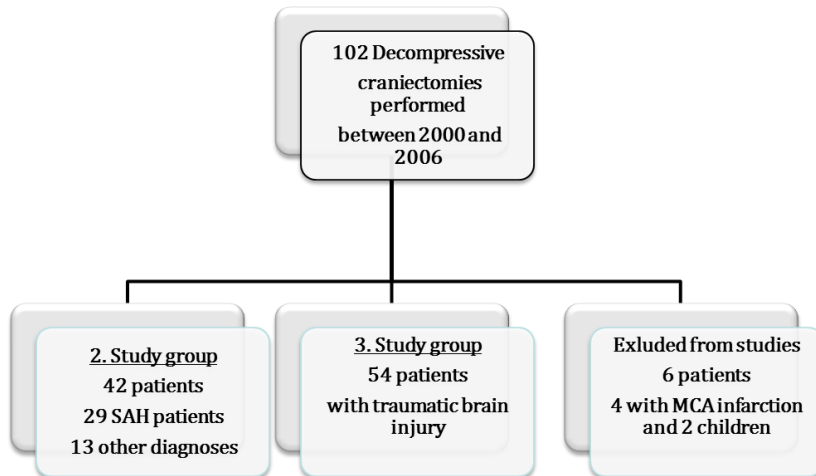 102 Decompressive
craniectomies
performed
between 2000 and
2006
2. Study group
42 patients
29 SAH patients
13 other diagnoses
3. Study group
54 patients
with traumatic brain
injury
Exluded from studies
6 patients
4 with MCA infarction
and 2 children